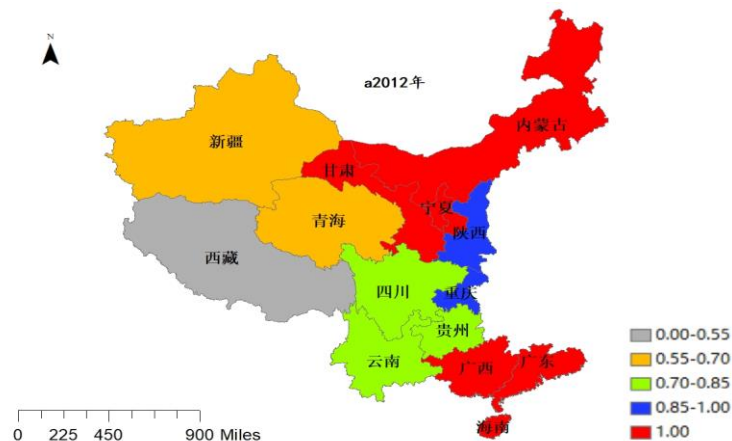 N
a2012年
内蒙古
新疆
甘肃
宁夏
青海
陕西
西藏
四川
重庆
贵州
云南
广西
广东
海南
0.00-0.55
0.55-0.70
0.70-0.85
0.85-1.00
1.00
0 225 450 900 Miles